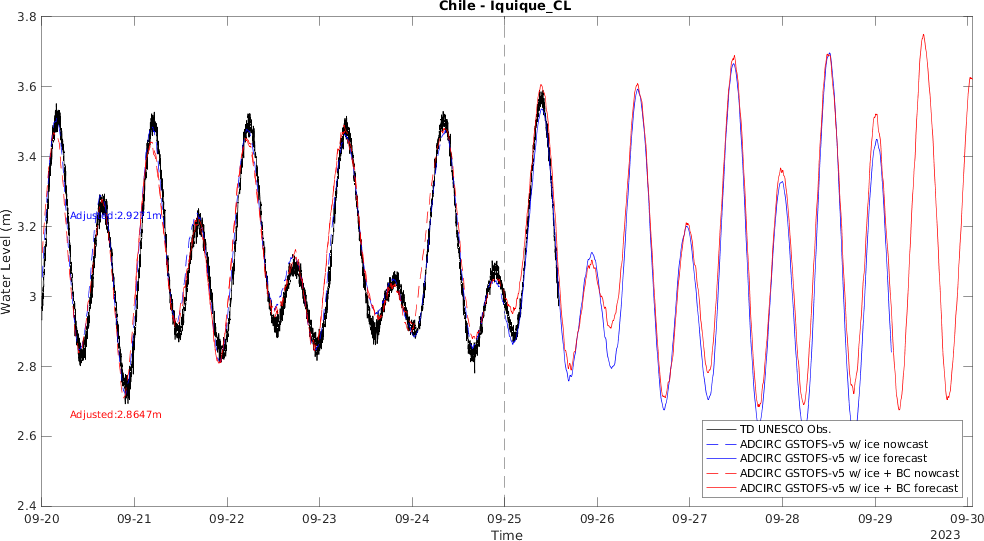 Chile - Iquique_CL
Water Level (m)
3.8
3.6
3.4
3.2
3
2.8
2.6
2.4
Adjusted:2.9251m
Adjusted:2.8647m
TD UNESCO Obs.
ADCIRC GSTOFS-v5 w/ ice nowcast
ADCIRC GSTOFS-v5 w/ ice forecast
ADCIRC GSTOFS-v5 w/ ice + BC nowcast
ADCIRC GSTOFS-v5 w/ ice + BC forecast
09-20 09-21 09-22 09-23 09-24 09-25 09-26 09-27 09-28 09-29 09-30
Time
2023